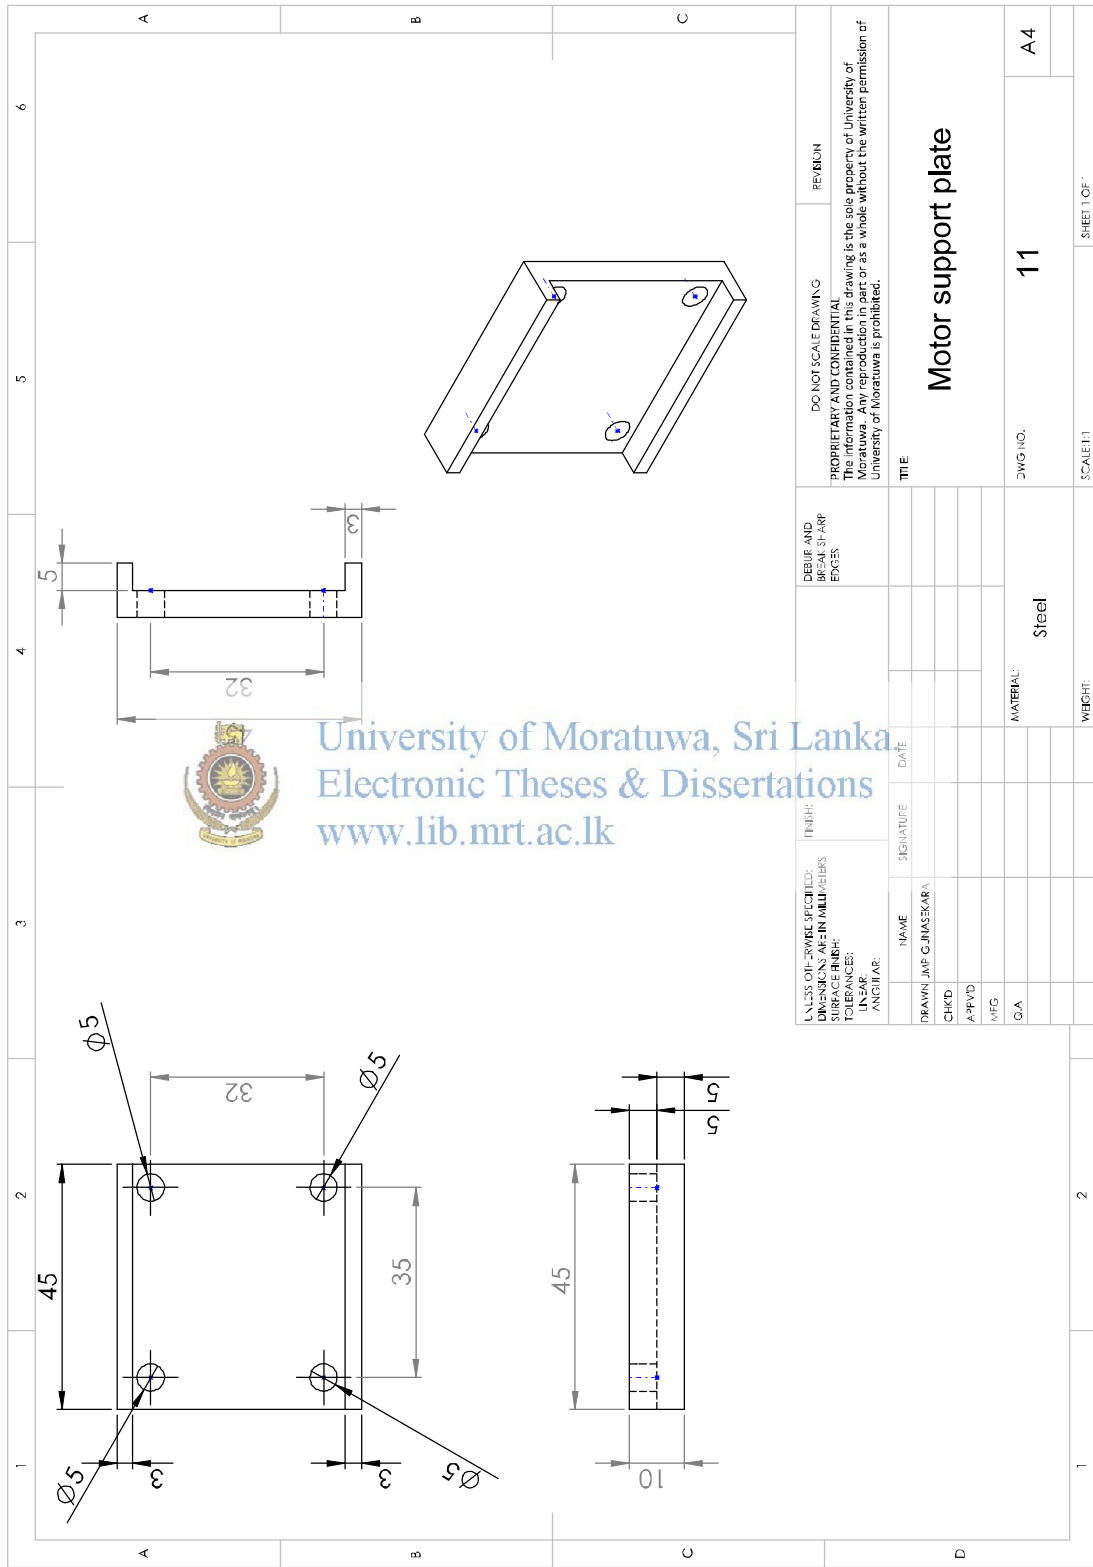 1
2
3
4
5
6
A
B
C
A
B
C
D
1
2
Ø5
Ø5
Ø5
Ø5
45
32
35
3
3
45
5
5
10
5
32
3
University of Moratuwa, Sri Lanka.
Electronic Theses & Dissertations
www.lib.mrt.ac.lk
UNLESS OTHERWISE SPECIFIED:
DIMENSIONS ARE IN MILLIMETERS
SURFACE FINISH:
TOLERANCES:
LINEAR:
ANGULAR:
FINISH:
DEBUR AND
BREAK SHARP
EDGES
DO NOT SCALE DRAWING
REVISION
PROPRIETARY AND CONFIDENTIAL
The information contained in this drawing is the sole property of University of
Moratuwa. Any reproduction in part or as a whole without the written permission of
University of Moratuwa is prohibited.
NAME
SIGNATURE
DATE
DRAWN
CHK'D
APPV'D
MFG
Q.A
TITLE:
Motor support plate
MATERIAL:
Steel
DWG NO.
11
A4
WEIGHT:
SCALE:1:1
SHEET 1 OF